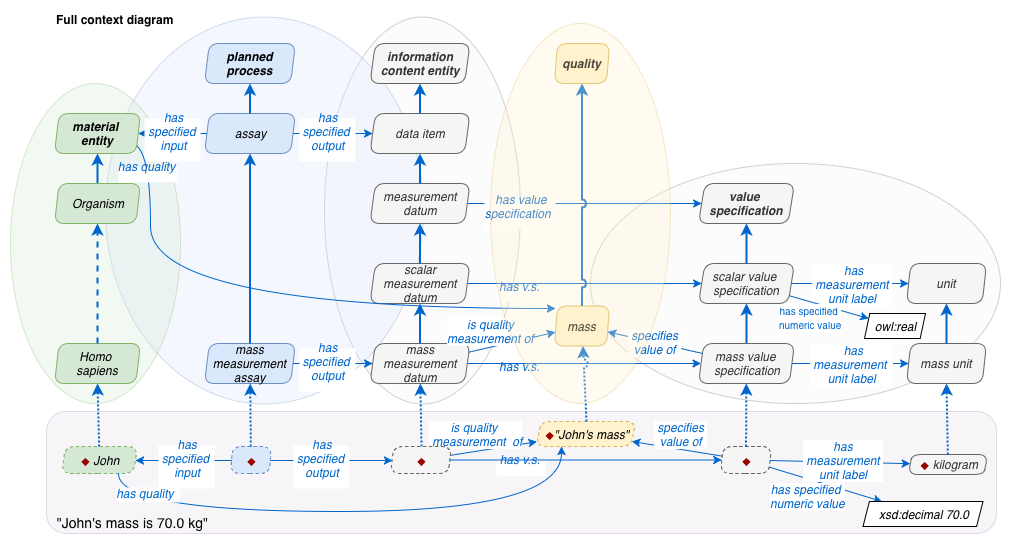 Full context diagram
planned
process
information
content entity
quality
material
entity
has
specified
input
assay
has
specified
output
data item
has quality
Organism
measurement
datum
has value
specification
value
specification
scalar
measurement
datum
has v.s.
scalar value
specification
has
measurement
unit label
unit
has specified
numeric value
owl:real
is quality
measurement of
mass
specifies
value of
Homo
sapiens
mass
measurement
assay
has
specified
output
mass
measurement
datum
has v.s.
mass value
specification
has
measurement
unit label
mass unit
John
has
specified
input
has
specified
output
is quality
measurement of
"John's mass"
specifies
value of
has v.s.
has
measurement
unit label
kilogram
has quality
has specified
numeric value
xsd:decimal 70.0
"John's mass is 70.0 kg"